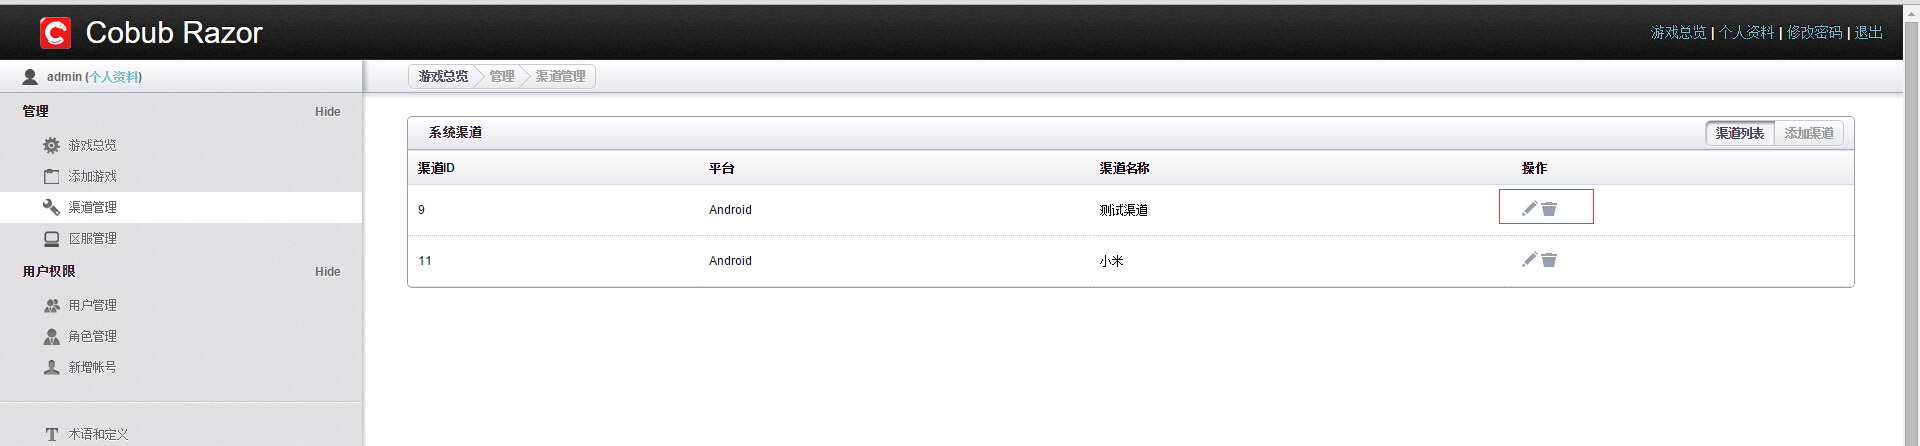 Cobub Razor
游戏总览 | 个人资料 | 修改密码 | 退出
admin (个人资料)
游戏总览 管理 渠道管理
管理 Hide
游戏总览
添加游戏
渠道管理
区服管理
用户权限 Hide
用户管理
角色管理
新增帐号
术语和定义
系统渠道 渠道列表 添加渠道
渠道ID 平台 渠道名称 操作
9 Android 测试渠道
11 Android 小米